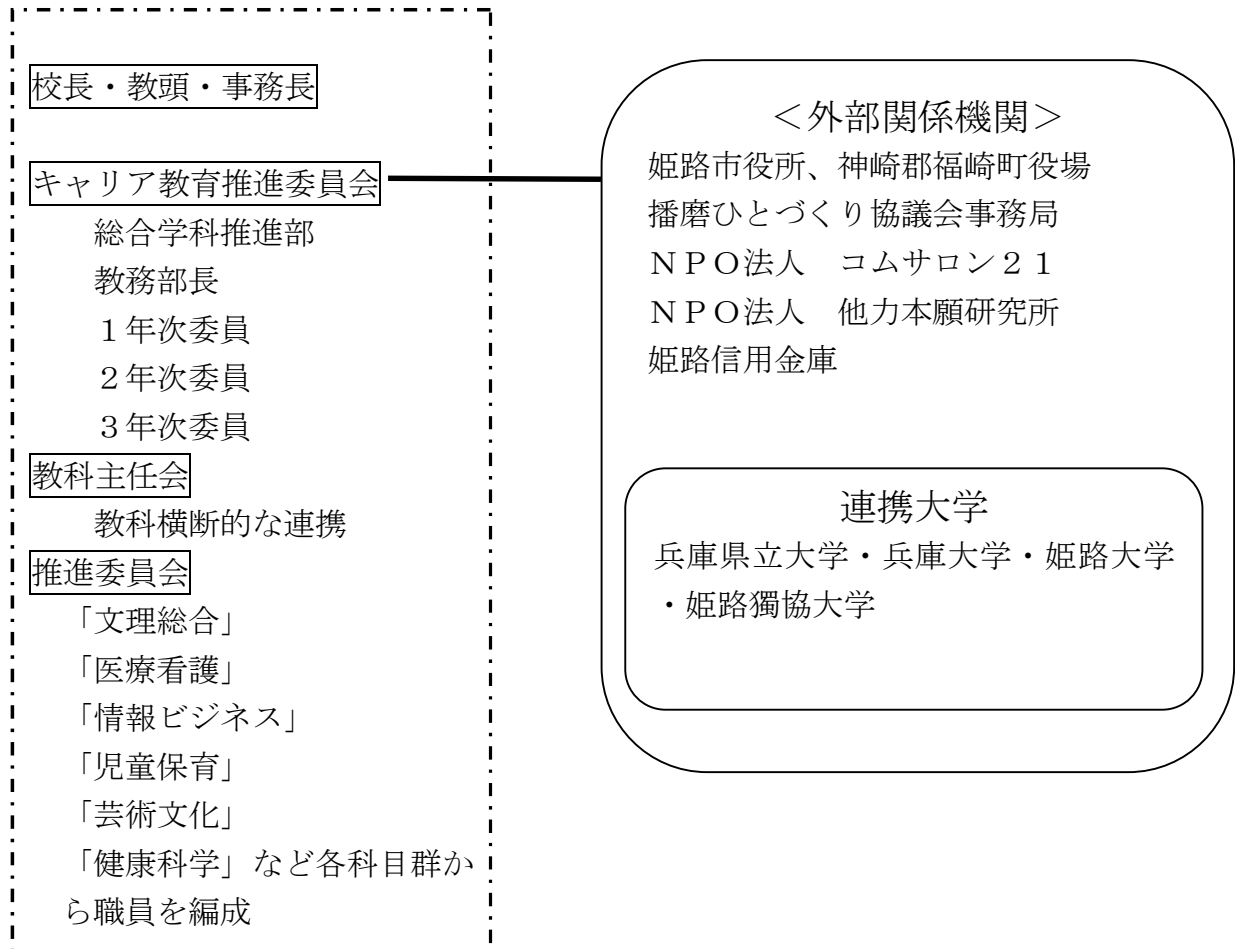 校長・教頭・事務長
キャリア教育推進委員会
総合学科推進部
教務部長
１年次委員
２年次委員
３年次委員
教科主任会
教科横断的な連携
推進委員会
「文理総合」
「医療看護」
「情報ビジネス」
「児童保育」
「芸術文化」
「健康科学」など各科目群か
ら職員を編成
＜外部関係機関＞
姫路市役所、神崎郡福崎町役場
播磨ひとづくり協議会事務局
ＮＰＯ法人　コムサロン２１
ＮＰＯ法人　他力本願研究所
姫路信用金庫
連携大学
兵庫県立大学・兵庫大学・姫路大学
・姫路獨協大学